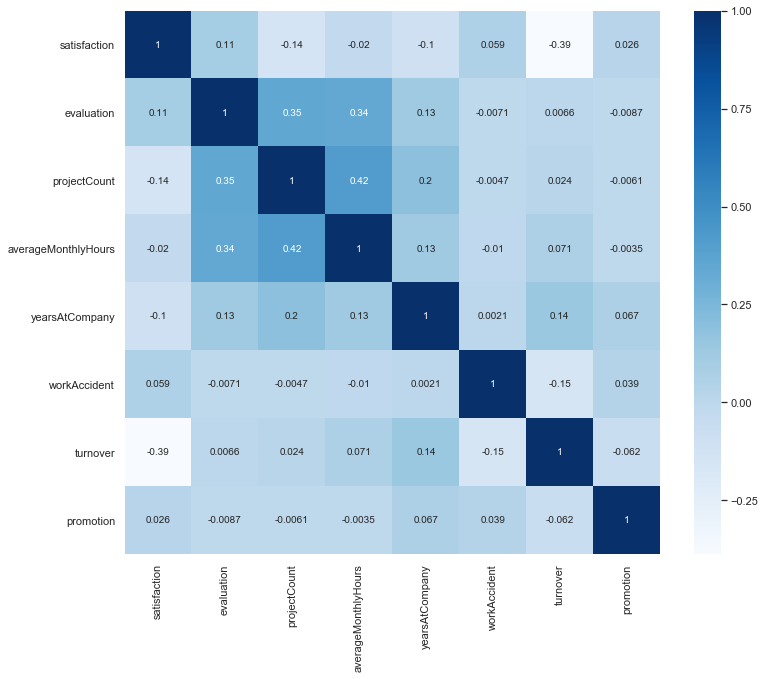 1.00
satisfaction 1 0.11 -0.14 -0.02 -0.1 0.059 -0.39 0.026
evaluation 0.11 1 0.35 0.34 0.13 -0.0071 0.0066 -0.0087
0.75
projectCount -0.14 0.35 1 0.42 0.2 -0.0047 0.024 -0.0061
0.50
averageMonthlyHours -0.02 0.34 0.42 1 0.13 -0.01 0.071 -0.0035
0.25
yearsAtCompany -0.1 0.13 0.2 0.13 1 0.0021 0.14 0.067
workAccident 0.059 -0.0071 -0.0047 -0.01 0.0021 1 -0.15 0.039
0.00
turnover -0.39 0.0066 0.024 0.071 0.14 -0.15 1 -0.062
−0.25
promotion 0.026 -0.0087 -0.0061 -0.0035 0.067 0.039 -0.062 1
satisfaction
evaluation
projectCount
averageMonthlyHours
yearsAtCompany
workAccident
turnover
promotion